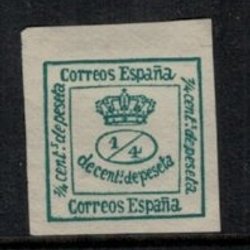 Correos España
¼ cent.s de peseta
¼ cent.s de peseta
1/4
de cent.s de peseta
Correos España